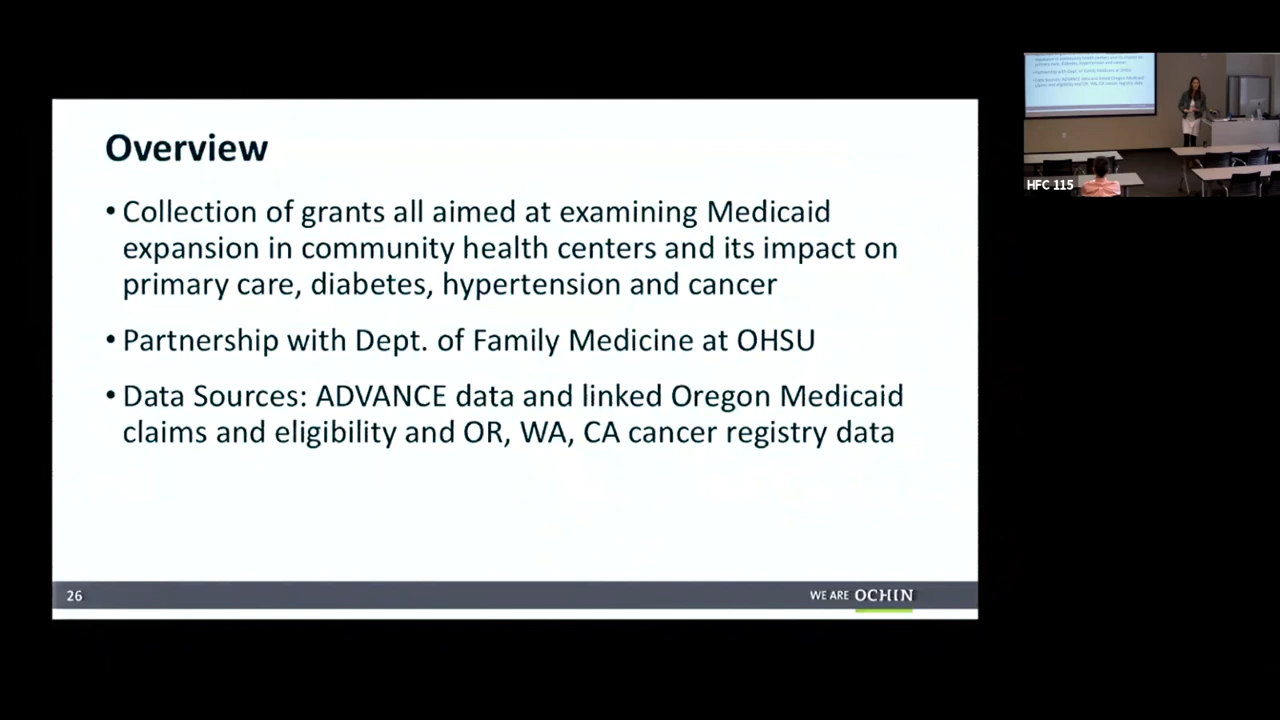 Overview
• Collection of grants all aimed at examining Medicaid
expansion in community health centers and its impact on
primary care, diabetes, hypertension and cancer
• Partnership with Dept. of Family Medicine at OHSU
• Data Sources: ADVANCE data and linked Oregon Medicaid
claims and eligibility and OR, WA, CA cancer registry data
26
WE ARE OCHIN
HFC 115